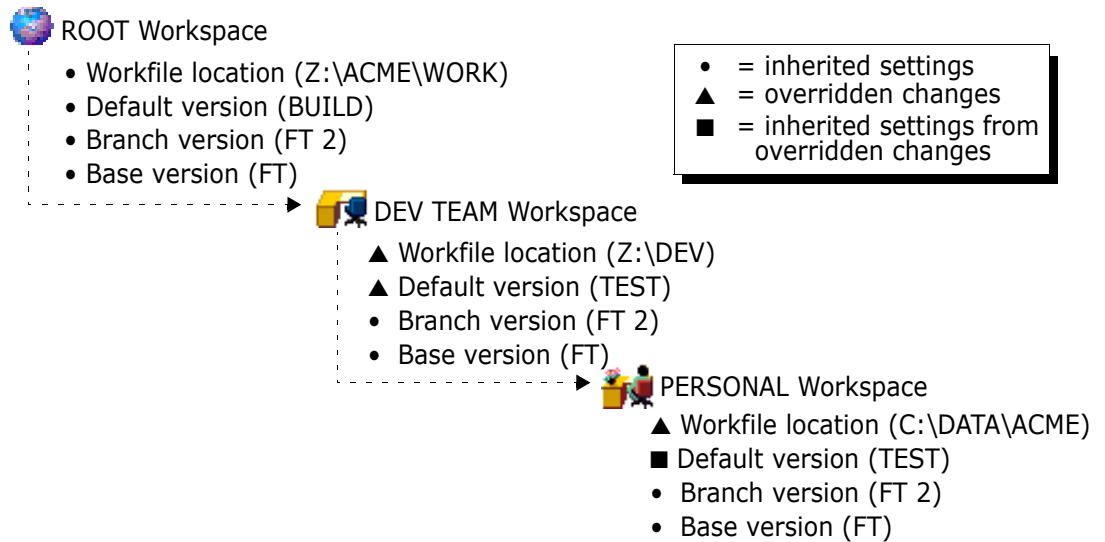 ROOT Workspace
• Workfile location (Z:\ACME\WORK)
• Default version (BUILD)
• Branch version (FT 2)
• Base version (FT)
• = inherited settings
▲ = overridden changes
■ = inherited settings from
overridden changes
DEV TEAM Workspace
▲ Workfile location (Z:\DEV)
▲ Default version (TEST)
• Branch version (FT 2)
• Base version (FT)
PERSONAL Workspace
▲ Workfile location (C:\DATA\ACME)
■ Default version (TEST)
• Branch version (FT 2)
• Base version (FT)